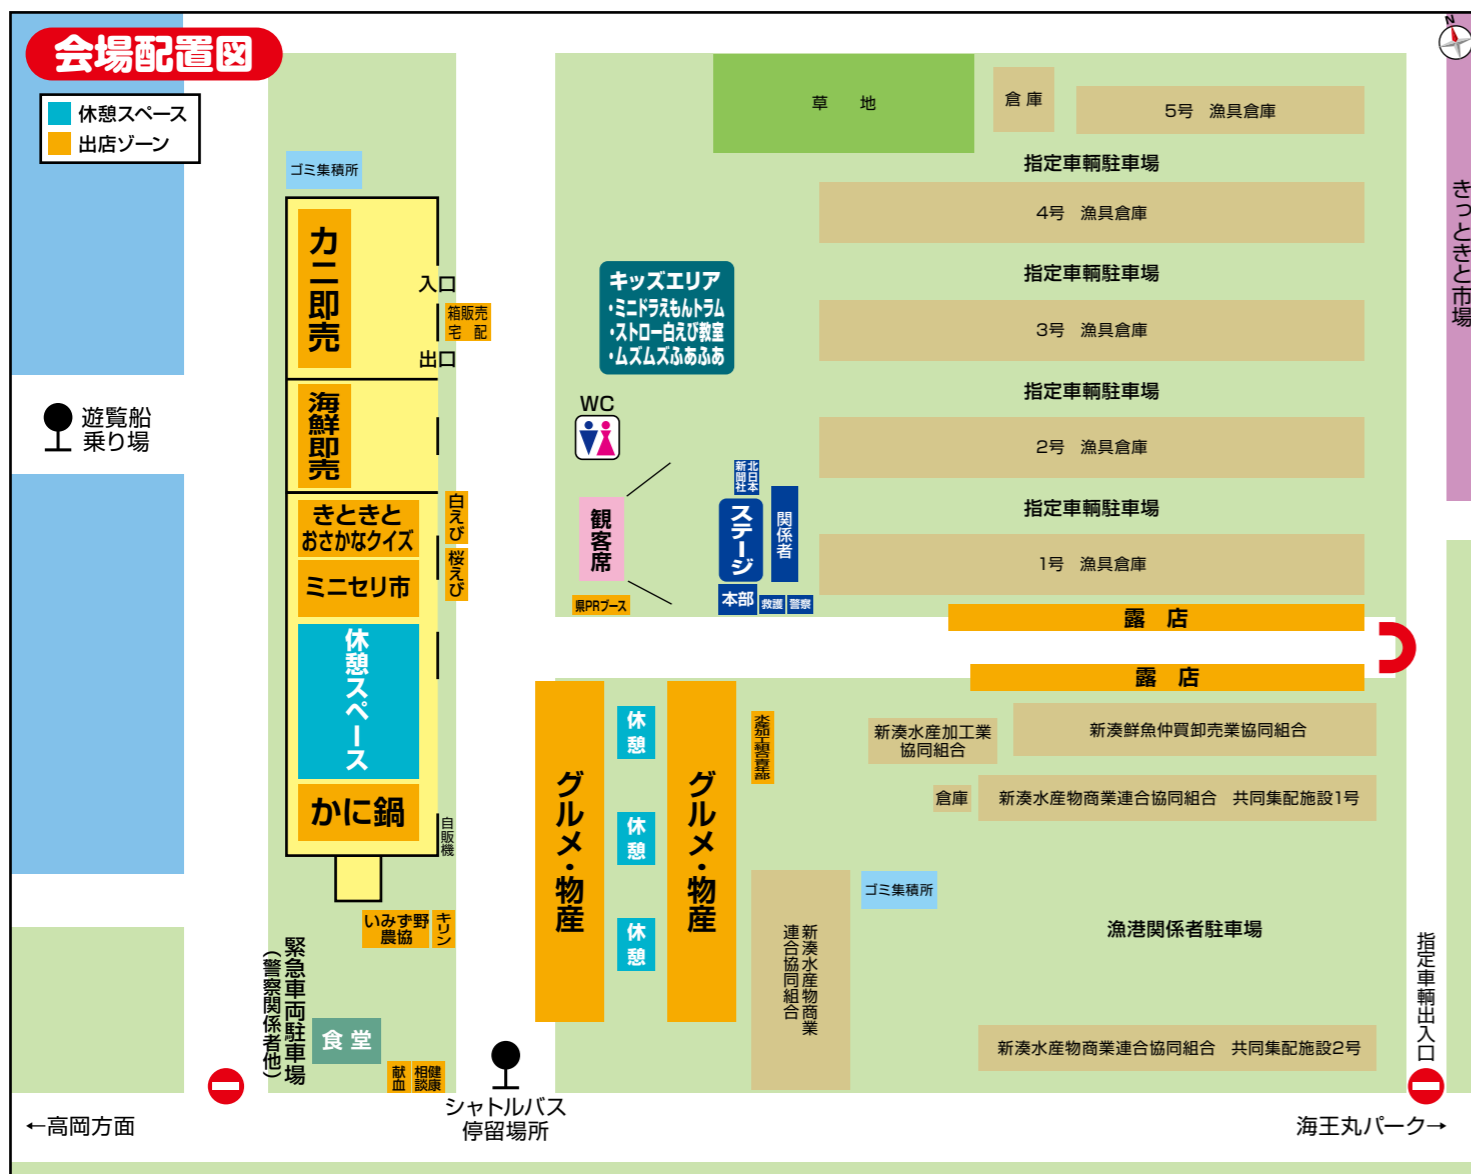 会場配置図
休憩スペース
出店ゾーン
N
草　地
倉庫
5号　漁具倉庫
指定車輌駐車場
4号　漁具倉庫
指定車輌駐車場
3号　漁具倉庫
指定車輌駐車場
2号　漁具倉庫
指定車輌駐車場
1号　漁具倉庫
きっときと市場
ゴミ集積所
カニ即売
入口
箱販売
宅　配
出口
海鮮即売
きときと
おさかなクイズ
白えび
ミニセリ市
桜えび
休憩スペース
かに鍋
自販機
遊覧船
乗り場
キッズエリア
・ミニドラえもんトラム
・ストロー白えび教室
・ムズムズふあふあ
WC
観客席
北日本
新聞社
ステージ
関係者
本部
救護
警察
県PRブース
露　店
露　店
グルメ・物産
休憩
休憩
休憩
グルメ・物産
水産加工組合青年部
新湊水産加工業
協同組合
新湊鮮魚仲買卸売業協同組合
倉庫
新湊水産物商業連合協同組合　共同集配施設1号
ゴミ集積所
新湊水産物商業
連合協同組合
漁港関係者駐車場
新湊水産物商業連合協同組合　共同集配施設2号
指定車輌出入口
いみず野
農協
キリン
緊急車両駐車場
(警察関係者他)
食堂
献血
健康
相談
シャトルバス
停留場所
←高岡方面
海王丸パーク→